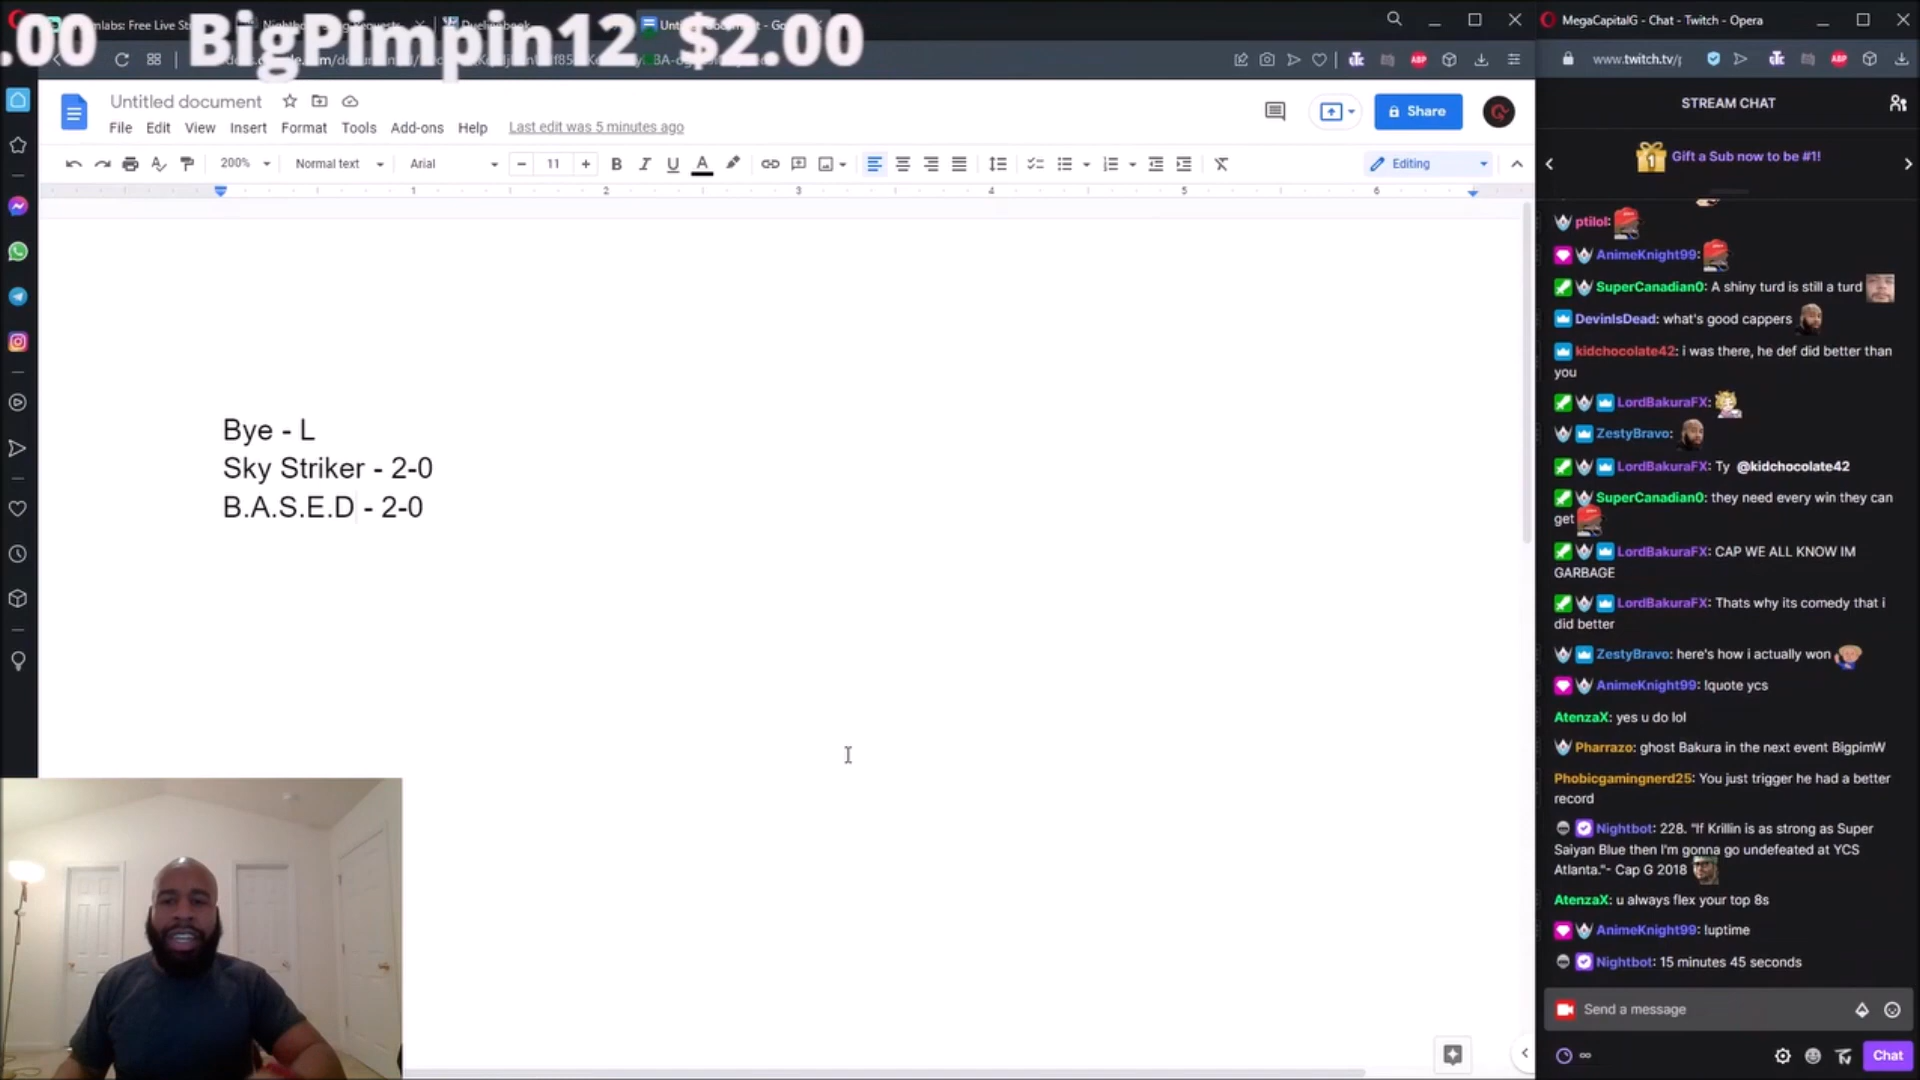 .00 BigPimpin12 $2.00
MegaCapitalG - Chat - Twitch - Opera
www.twitch.tv/
Untitled document
File Edit View Insert Format Tools Add-ons Help Last edit was 5 minutes ago
Share
200% Normal text Arial 11 Editing
1 2 3 4 5 6
Bye - L
Sky Striker - 2-0
B.A.S.E.D - 2-0
STREAM CHAT
Gift a Sub now to be #1!
ptilol:
AnimeKnight99:
SuperCanadian0: A shiny turd is still a turd
DevinIsDead: what's good cappers
kidchocolate42: i was there, he def did better than
you
LordBakuraFX:
ZestyBravo:
LordBakuraFX: Ty @kidchocolate42
SuperCanadian0: they need every win they can
get
LordBakuraFX: CAP WE ALL KNOW IM
GARBAGE
LordBakuraFX: Thats why its comedy that i
did better
ZestyBravo: here's how i actually won
AnimeKnight99: !quote ycs
AtenzaX: yes u do lol
Pharrazo: ghost Bakura in the next event BigpimW
Phobicgamingnerd25: You just trigger he had a better
record
Nightbot: 228. "If Krillin is as strong as Super
Saiyan Blue then I'm gonna go undefeated at YCS
Atlanta."- Cap G 2018
AtenzaX: u always flex your top 8s
AnimeKnight99: !uptime
Nightbot: 15 minutes 45 seconds
Send a message
Chat